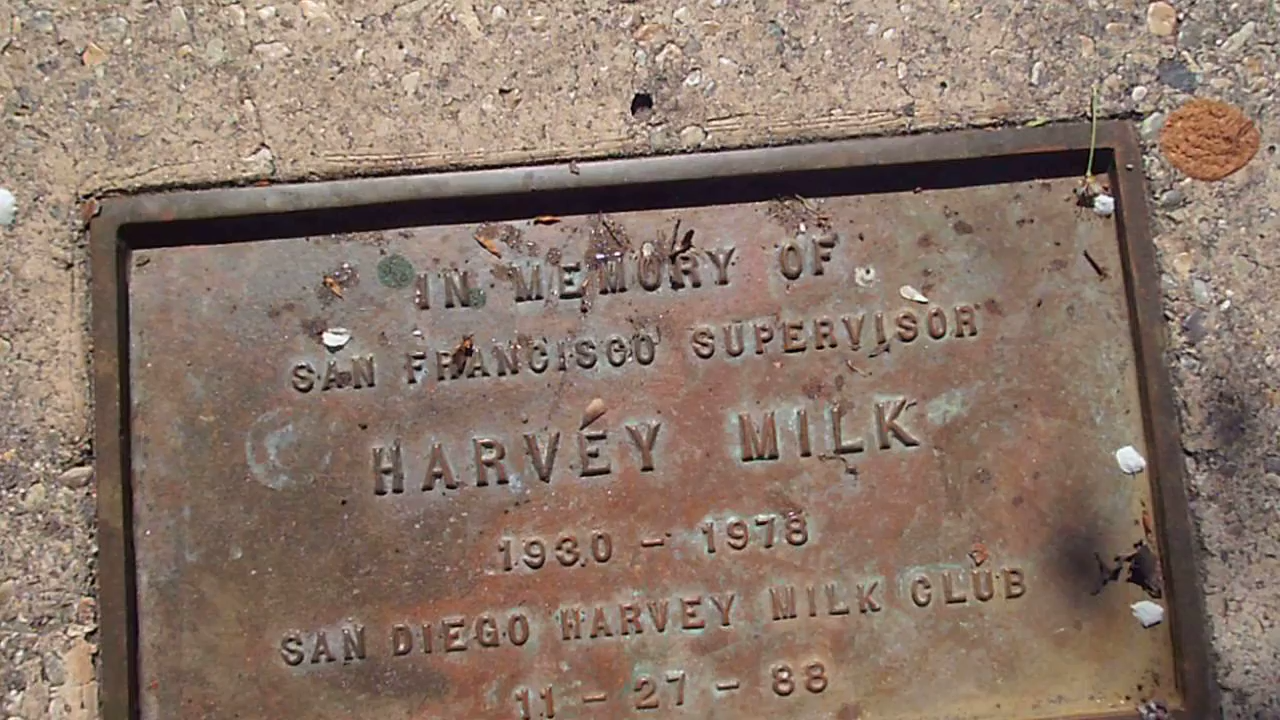 IN MEMORY OF
SAN FRANCISCO SUPERVISOR
HARVEY MILK
1930 - 1978
SAN DIEGO HARVEY MILK CLUB
11 - 27 - 88